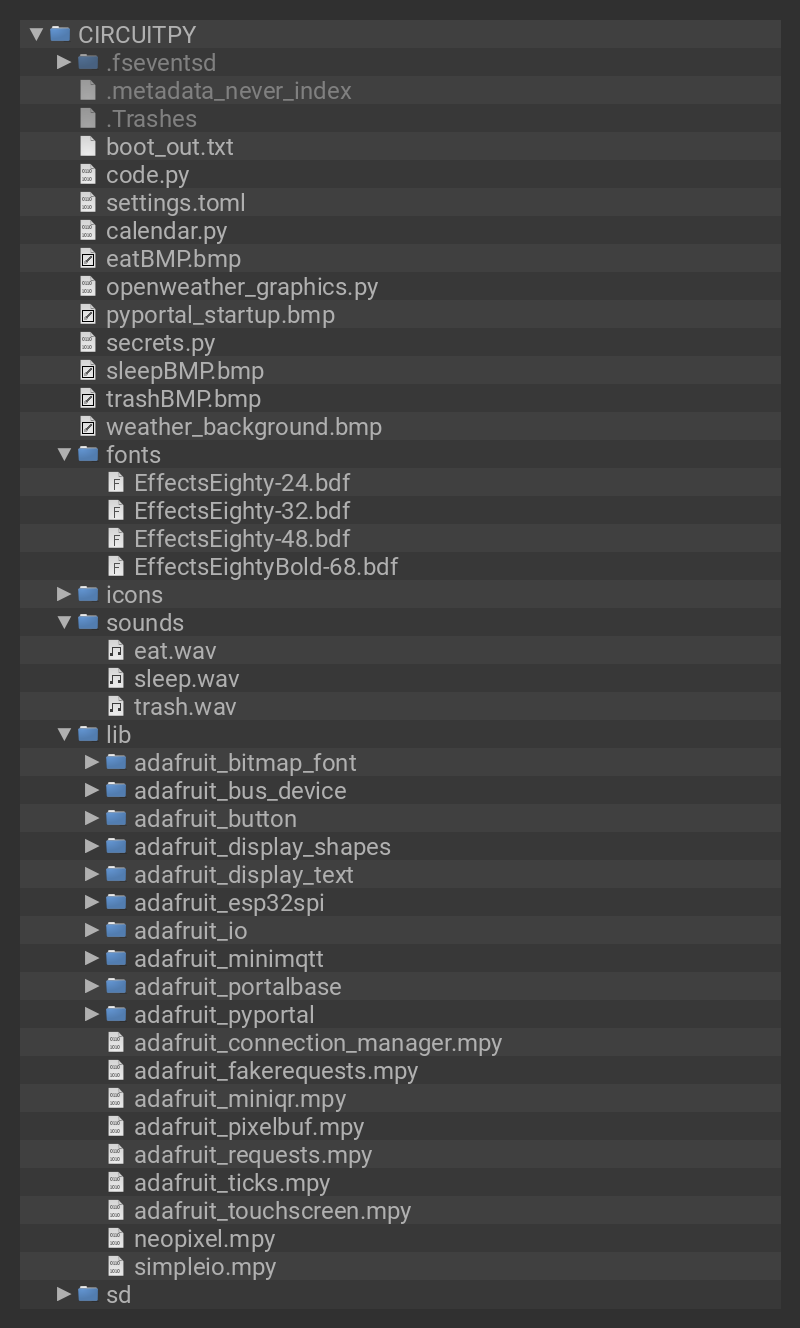 CIRCUITPY
.fseventsd
.metadata_never_index
.Trashes
boot_out.txt
code.py
settings.toml
calendar.py
eatBMP.bmp
openweather_graphics.py
pyportal_startup.bmp
secrets.py
sleepBMP.bmp
trashBMP.bmp
weather_background.bmp
fonts
EffectsEighty-24.bdf
EffectsEighty-32.bdf
EffectsEighty-48.bdf
EffectsEightyBold-68.bdf
icons
sounds
eat.wav
sleep.wav
trash.wav
lib
adafruit_bitmap_font
adafruit_bus_device
adafruit_button
adafruit_display_shapes
adafruit_display_text
adafruit_esp32spi
adafruit_io
adafruit_minimqtt
adafruit_portalbase
adafruit_pyportal
adafruit_connection_manager.mpy
adafruit_fakerequests.mpy
adafruit_miniqr.mpy
adafruit_pixelbuf.mpy
adafruit_requests.mpy
adafruit_ticks.mpy
adafruit_touchscreen.mpy
neopixel.mpy
simpleio.mpy
sd